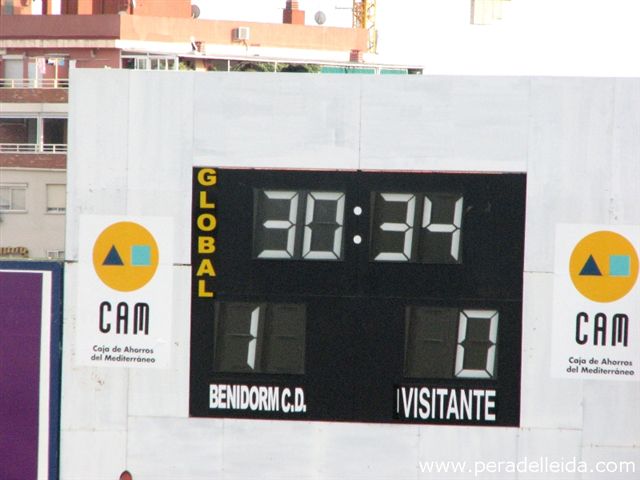 GLOBAL
30:34
1
0
BENIDORM C.D.
VISITANTE
CAM
Caja de Ahorros
del Mediterráneo
CAM
Caja de Ahorros
del Mediterráneo
www.peradelleida.com